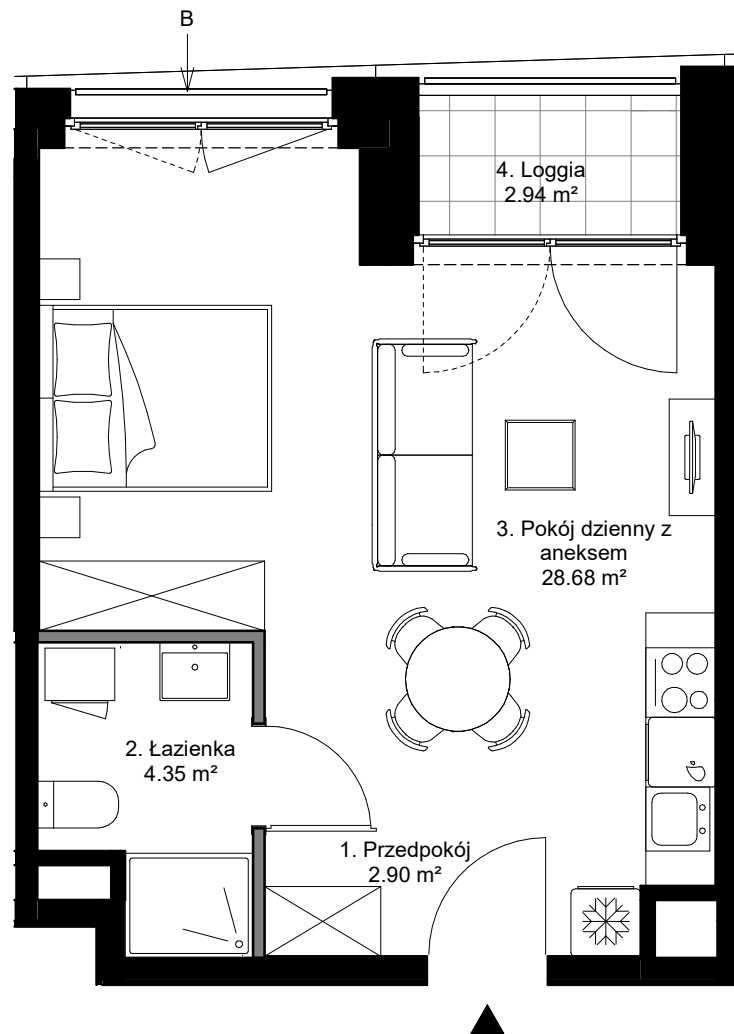 B
4. Loggia
2.94 m²
3. Pokój dzienny z
aneksem
28.68 m²
2. Łazienka
4.35 m²
1. Przedpokój
2.90 m²